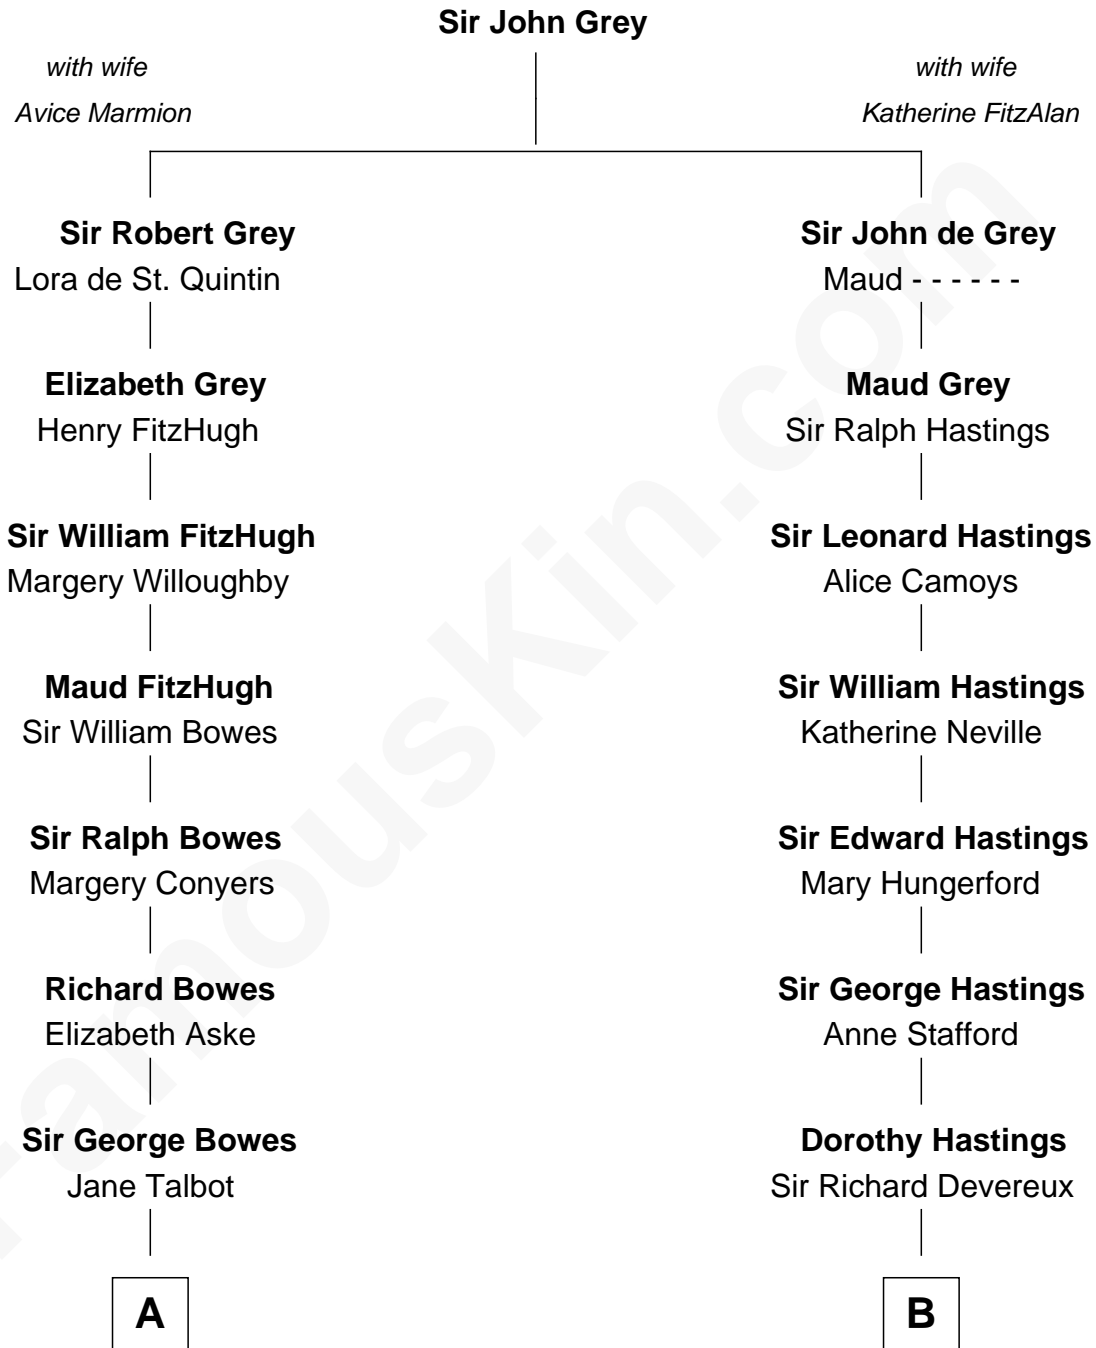 Sir John Grey
with wife
Avice Marmion
with wife
Katherine FitzAlan
Sir Robert Grey
Lora de St. Quintin
Sir John de Grey
Maud - - - - - -
Elizabeth Grey
Henry FitzHugh
Maud Grey
Sir Ralph Hastings
Sir William FitzHugh
Margery Willoughby
Sir Leonard Hastings
Alice Camoys
Maud FitzHugh
Sir William Bowes
Sir William Hastings
Katherine Neville
Sir Ralph Bowes
Margery Conyers
Sir Edward Hastings
Mary Hungerford
Richard Bowes
Elizabeth Aske
Sir George Hastings
Anne Stafford
Sir George Bowes
Jane Talbot
Dorothy Hastings
Sir Richard Devereux
A
B
FamousKin.com